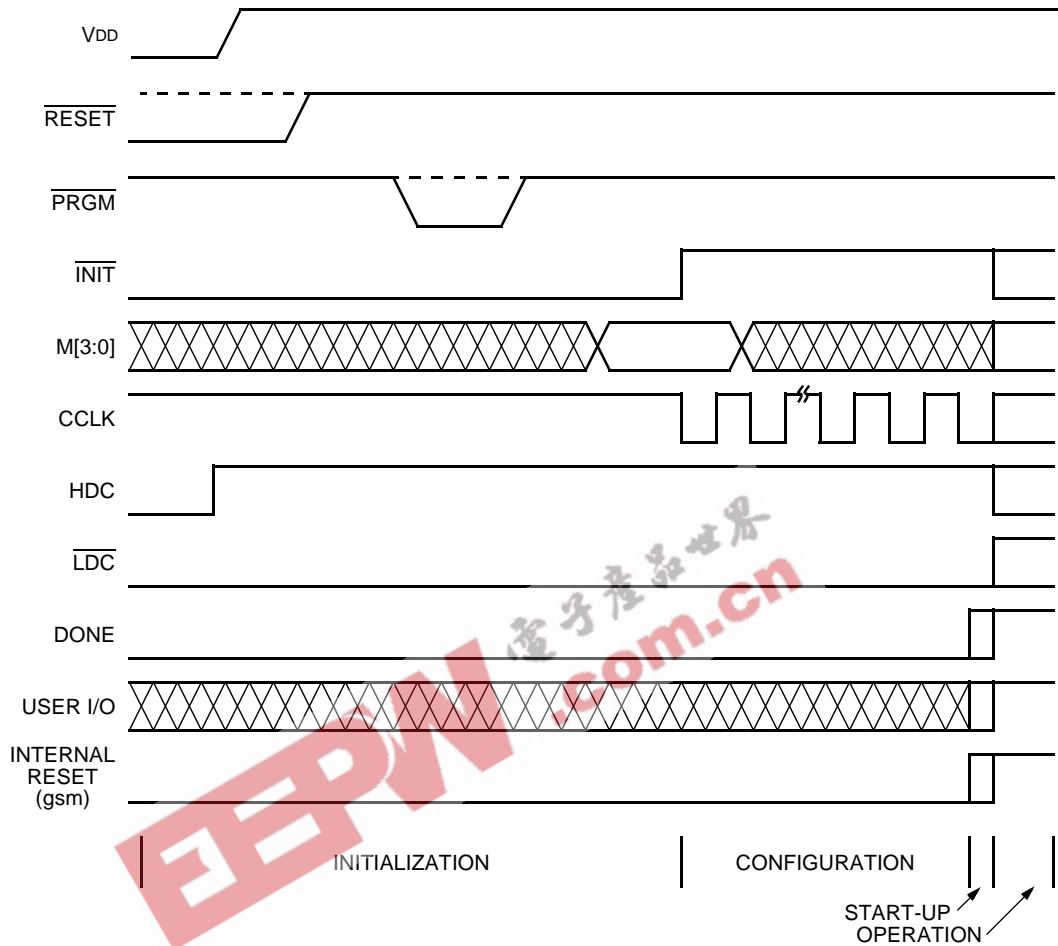 VDD
RESET
PRGM
INIT
M[3:0]
CCLK
HDC
LDC
DONE
USER I/O
INTERNAL
RESET
(gsm)
INITIALIZATION
CONFIGURATION
START-UP
OPERATION
EEPW
電子產品世界
.com.cn